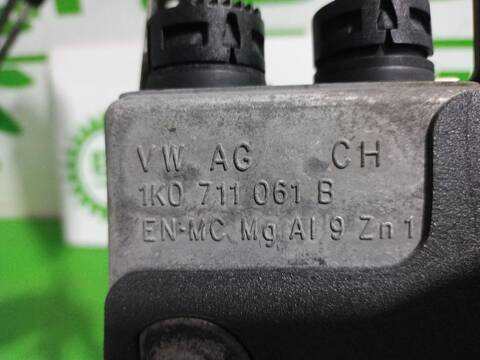 VW AG CH
1K0 711 061 B
EN-MC Mg Al 9 Zn 1